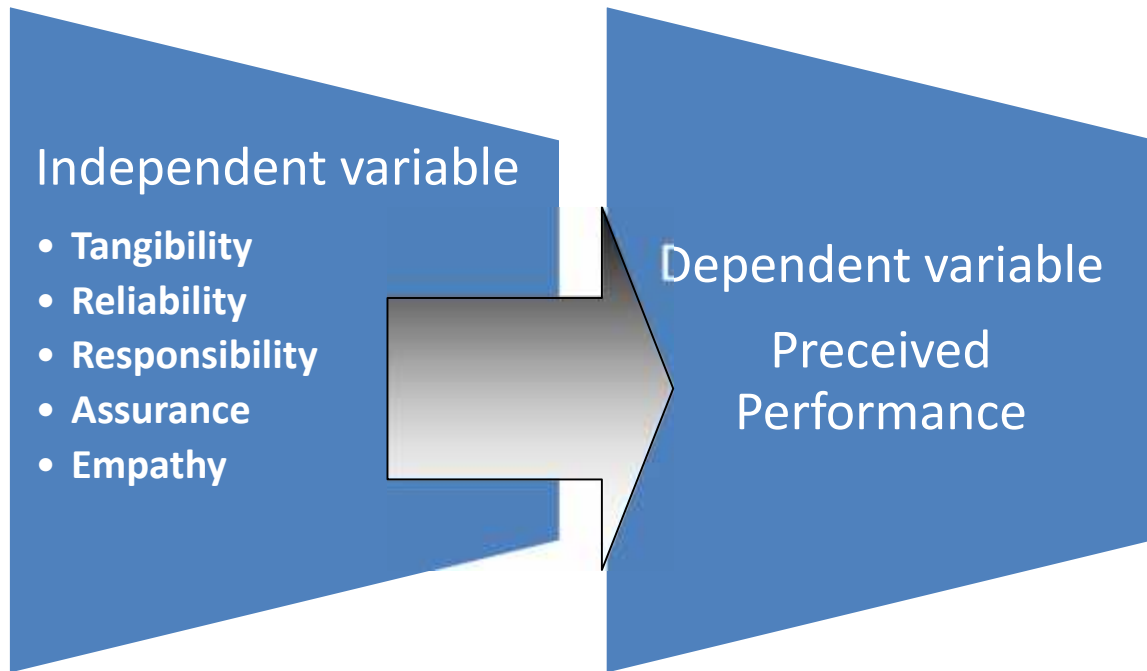 Independent variable
• Tangibility
• Reliability
• Responsibility
• Assurance
• Empathy
Dependent variable
Preceived
Performance